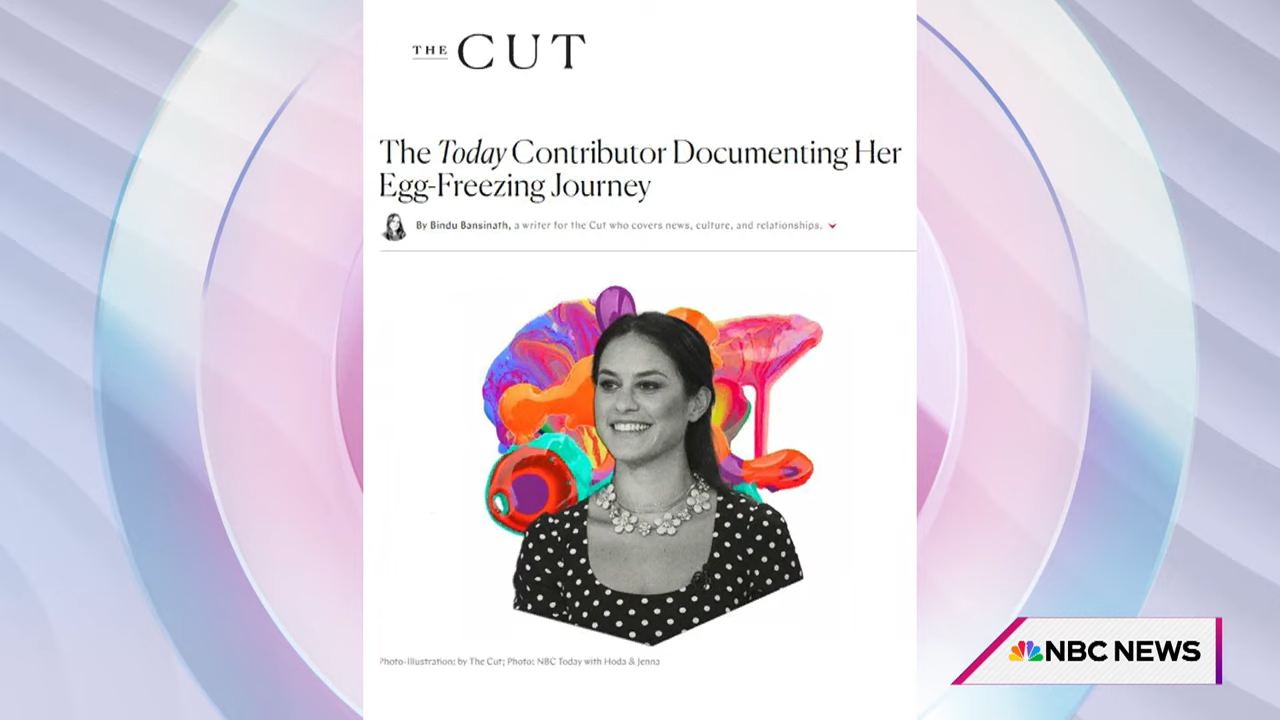 THE CUT
The Today Contributor Documenting Her
Egg-Freezing Journey
By Bindu Bansinath, a writer for the Cut who covers news, culture, and relationships.
Photo-Illustration: by The Cut; Photo: NBC Today with Hoda & Jenna
NBC NEWS